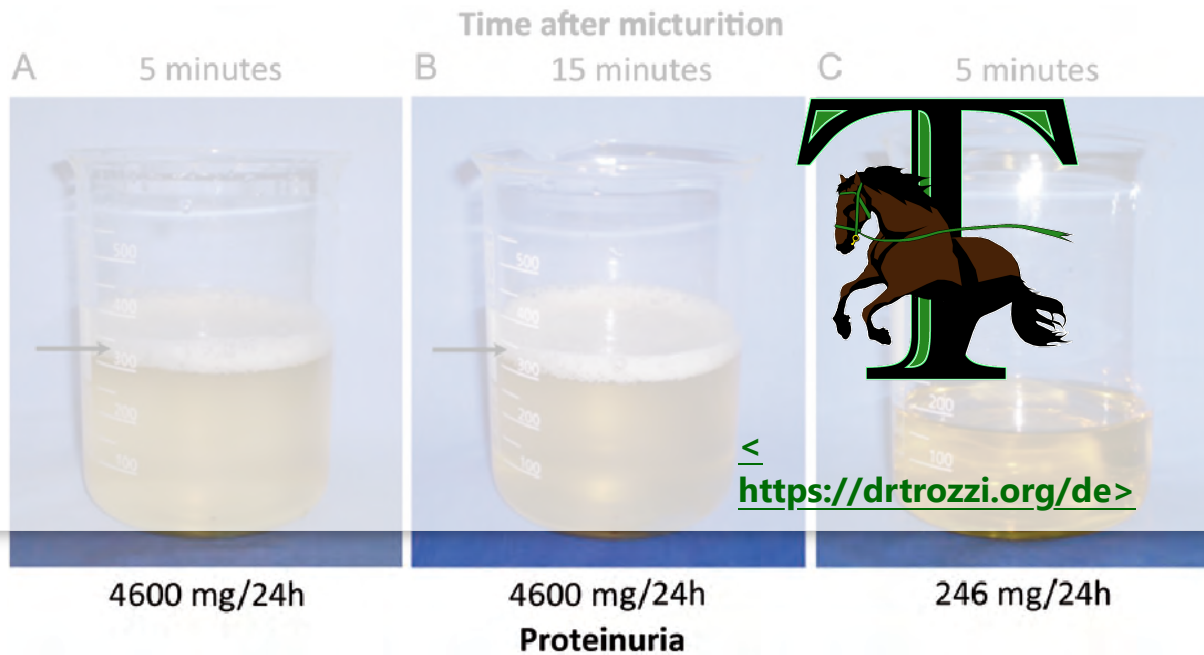 Time after micturition
A 5 minutes B 15 minutes C 5 minutes
T
500 500
400 400
300 300
200 200 200
100 100 100
<
https://drtrozzi.org/de>
4600 mg/24h 4600 mg/24h 246 mg/24h
Proteinuria